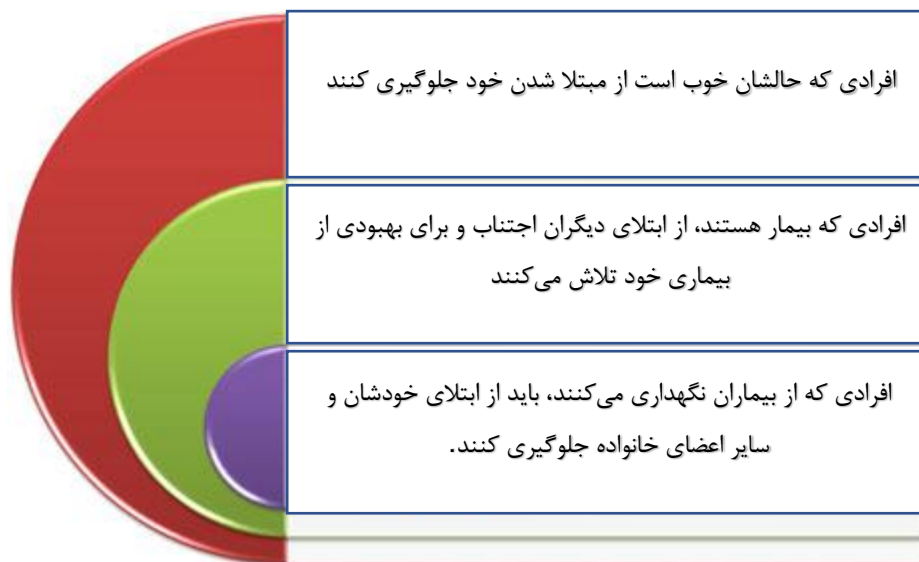 افرادی که حالشان خوب است از مبتلا شدن خود جلوگیری کنند
افرادی که بیمار هستند، از ابتلای دیگران اجتناب و برای بهبودی از
بیماری خود تلاش می‌کنند
افرادی که از بیماران نگهداری می‌کنند، باید از ابتلای خودشان و
سایر اعضای خانواده جلوگیری کنند.